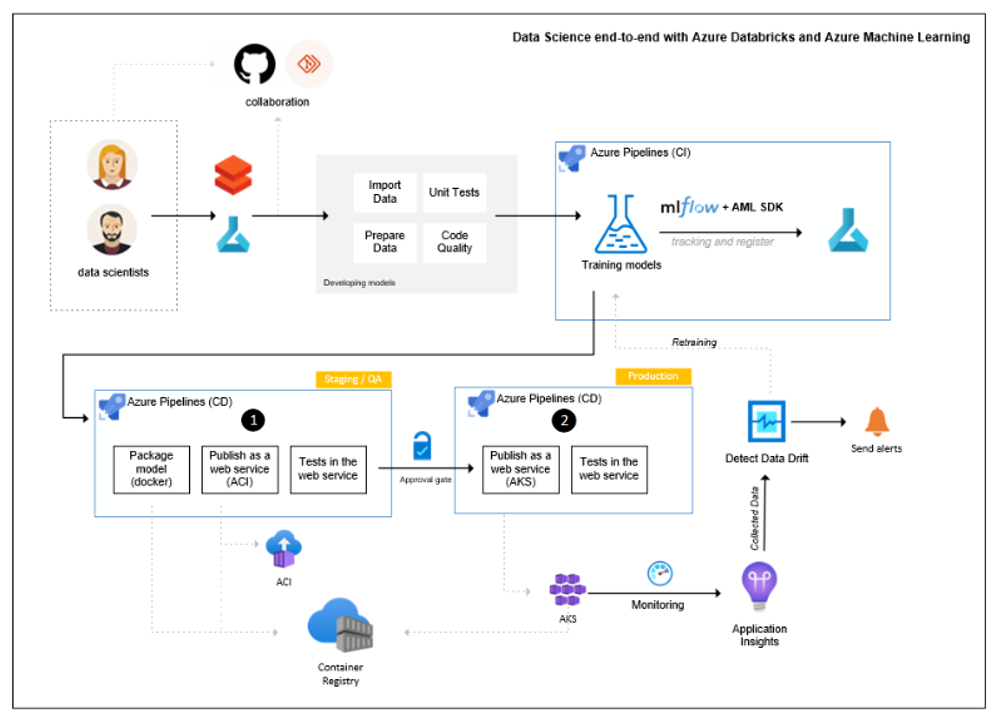 Data Science end-to-end with Azure Databricks and Azure Machine Learning
collaboration
data scientists
Import
Data
Unit Tests
Prepare
Data
Code
Quality
Developing models
Azure Pipelines (CI)
mlflow + AML SDK
tracking and register
Training models
Retraining
Staging / QA
Azure Pipelines (CD)
1
Package
model
(docker)
Publish as a
web service
(ACI)
Tests in the
web service
Approval gate
Production
Azure Pipelines (CD)
2
Publish as a
web service
(AKS)
Tests in the
web service
Detect Data Drift
Send alerts
Collected Data
ACI
AKS
Monitoring
Application
Insights
Container
Registry